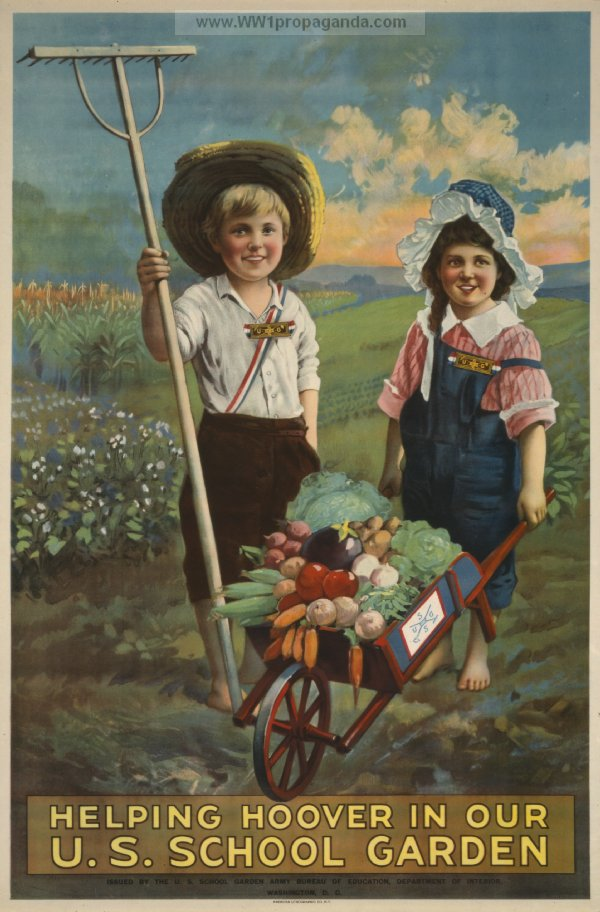 www.WW1propaganda.com
U.S.G.
U.S.G.
HELPING HOOVER IN OUR
U. S. SCHOOL GARDEN
ISSUED BY THE U. S. SCHOOL GARDEN ARMY BUREAU OF EDUCATION, DEPARTMENT OF INTERIOR,
WASHINGTON, D. C.